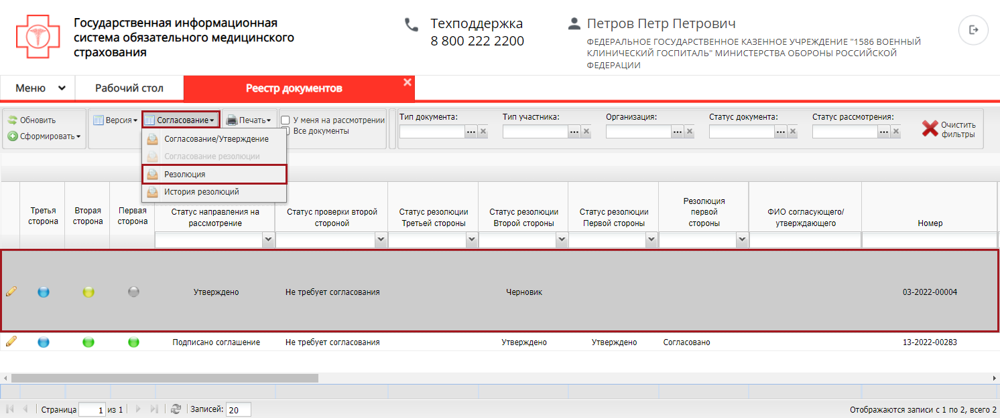 Государственная информационная
система обязательного медицинского
страхования
Техподдержка
8 800 222 2200
Петров Петр Петрович
ФЕДЕРАЛЬНОЕ ГОСУДАРСТВЕННОЕ КАЗЕННОЕ УЧРЕЖДЕНИЕ "1586 ВОЕННЫЙ
КЛИНИЧЕСКИЙ ГОСПИТАЛЬ" МИНИСТЕРСТВА ОБОРОНЫ РОССИЙСКОЙ
ФЕДЕРАЦИИ
Меню
Рабочий стол
Реестр документов
Обновить
Сформировать
Версия
Согласование
Печать
У меня на рассмотрении
Все документы
Тип документа:
Тип участника:
Организация:
Статус документа:
Статус рассмотрения:
Очистить
фильтры
Согласование/Утверждение
Согласование резолюции
Резолюция
История резолюций
Третья
сторона
Вторая
сторона
Первая
сторона
Статус направления на
рассмотрение
Статус проверки второй
стороной
Статус резолюции
Третьей стороны
Статус резолюции
Второй стороны
Статус резолюции
Первой стороны
Резолюция
первой
стороны
ФИО согласующего/
утверждающего
Номер
Утверждено
Не требует согласования
Черновик
03-2022-00004
Подписано соглашение
Не требует согласования
Утверждено
Утверждено
Согласовано
13-2022-00283
Страница 1 из 1
Записей: 20
Отображаются записи с 1 по 2, всего 2